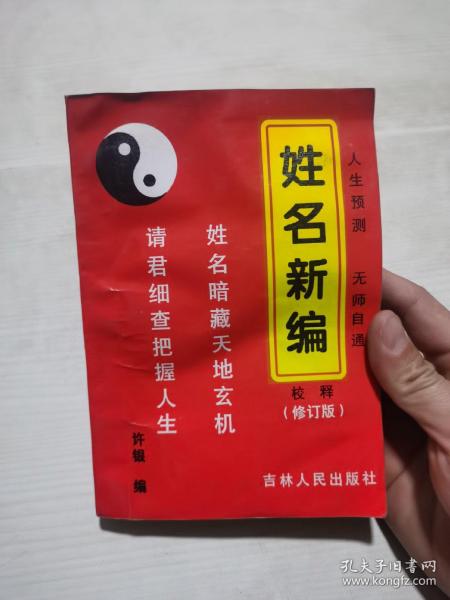 人生预测 无师自通
姓名新编
校释
(修订版)
姓名暗藏天地玄机
请君细查把握人生
许银 编
吉林人民出版社
孔夫子旧书网
www.kongfz.com